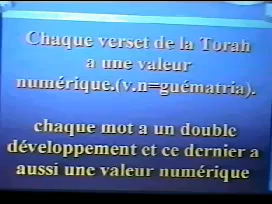 Chaque verset de la Torah
a une valeur
numérique.(v.n=guématria).
chaque mot a un double
développement et ce dernier a
aussi une valeur numérique